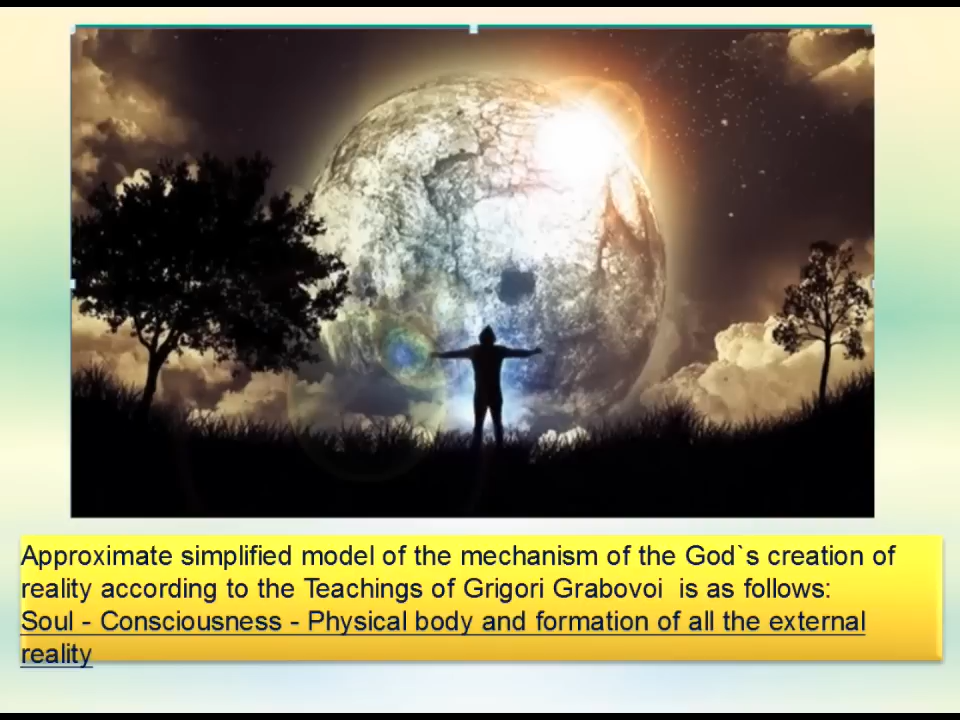 Approximate simplified model of the mechanism of the God`s creation of
reality according to the Teachings of Grigori Grabovoi  is as follows:
Soul - Consciousness - Physical body and formation of all the external
reality